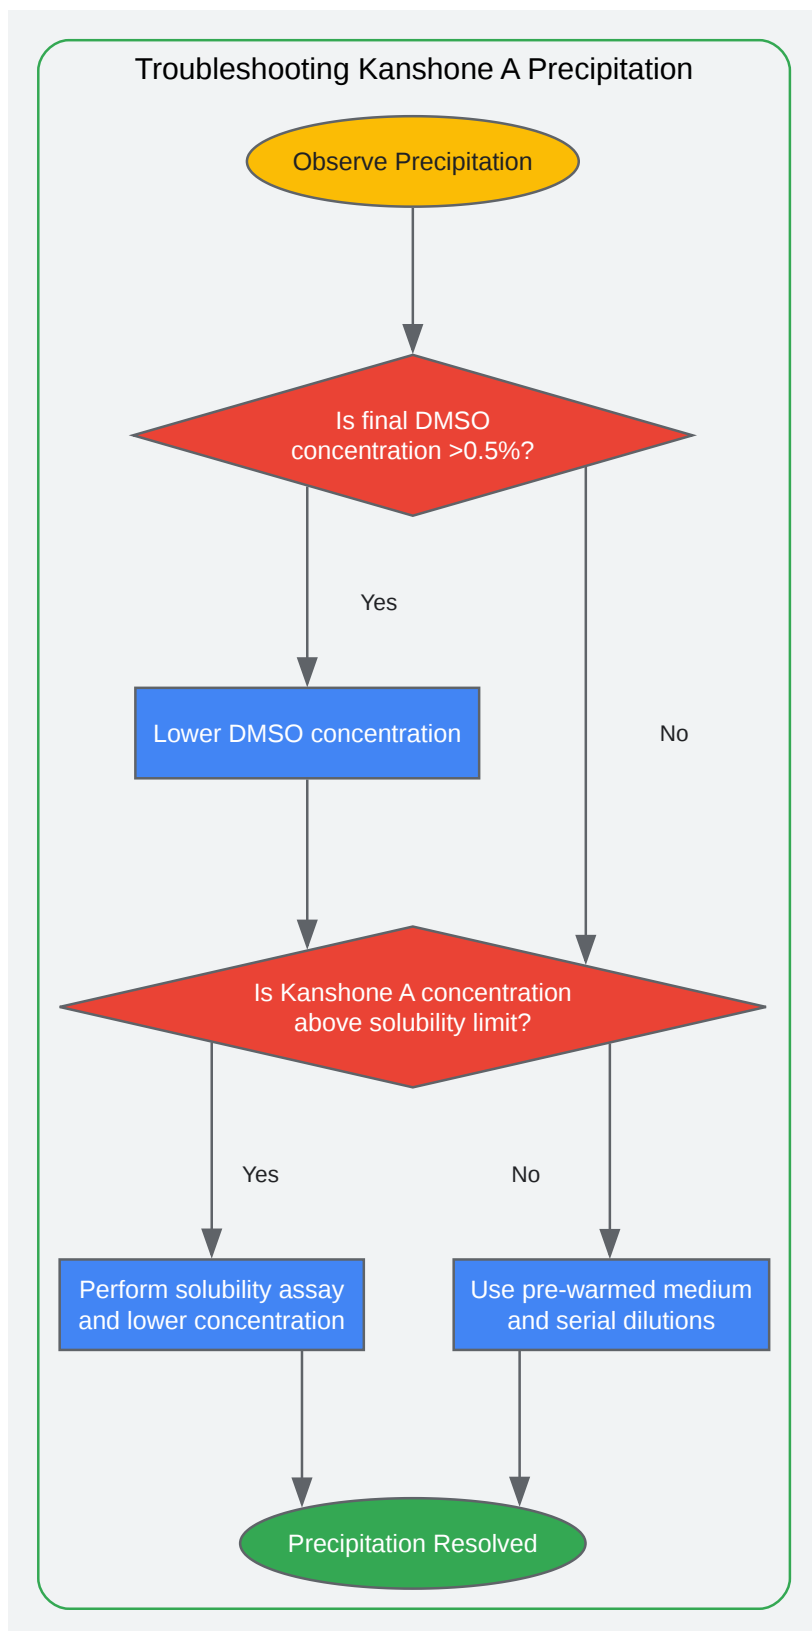 Troubleshooting Kanshone A Precipitation
Observe Precipitation
Is final DMSO
concentration >0.5%?
Yes
Lower DMSO concentration
No
Is Kanshone A concentration
above solubility limit?
Yes
No
Perform solubility assay
and lower concentration
Use pre-warmed medium
and serial dilutions
Precipitation Resolved